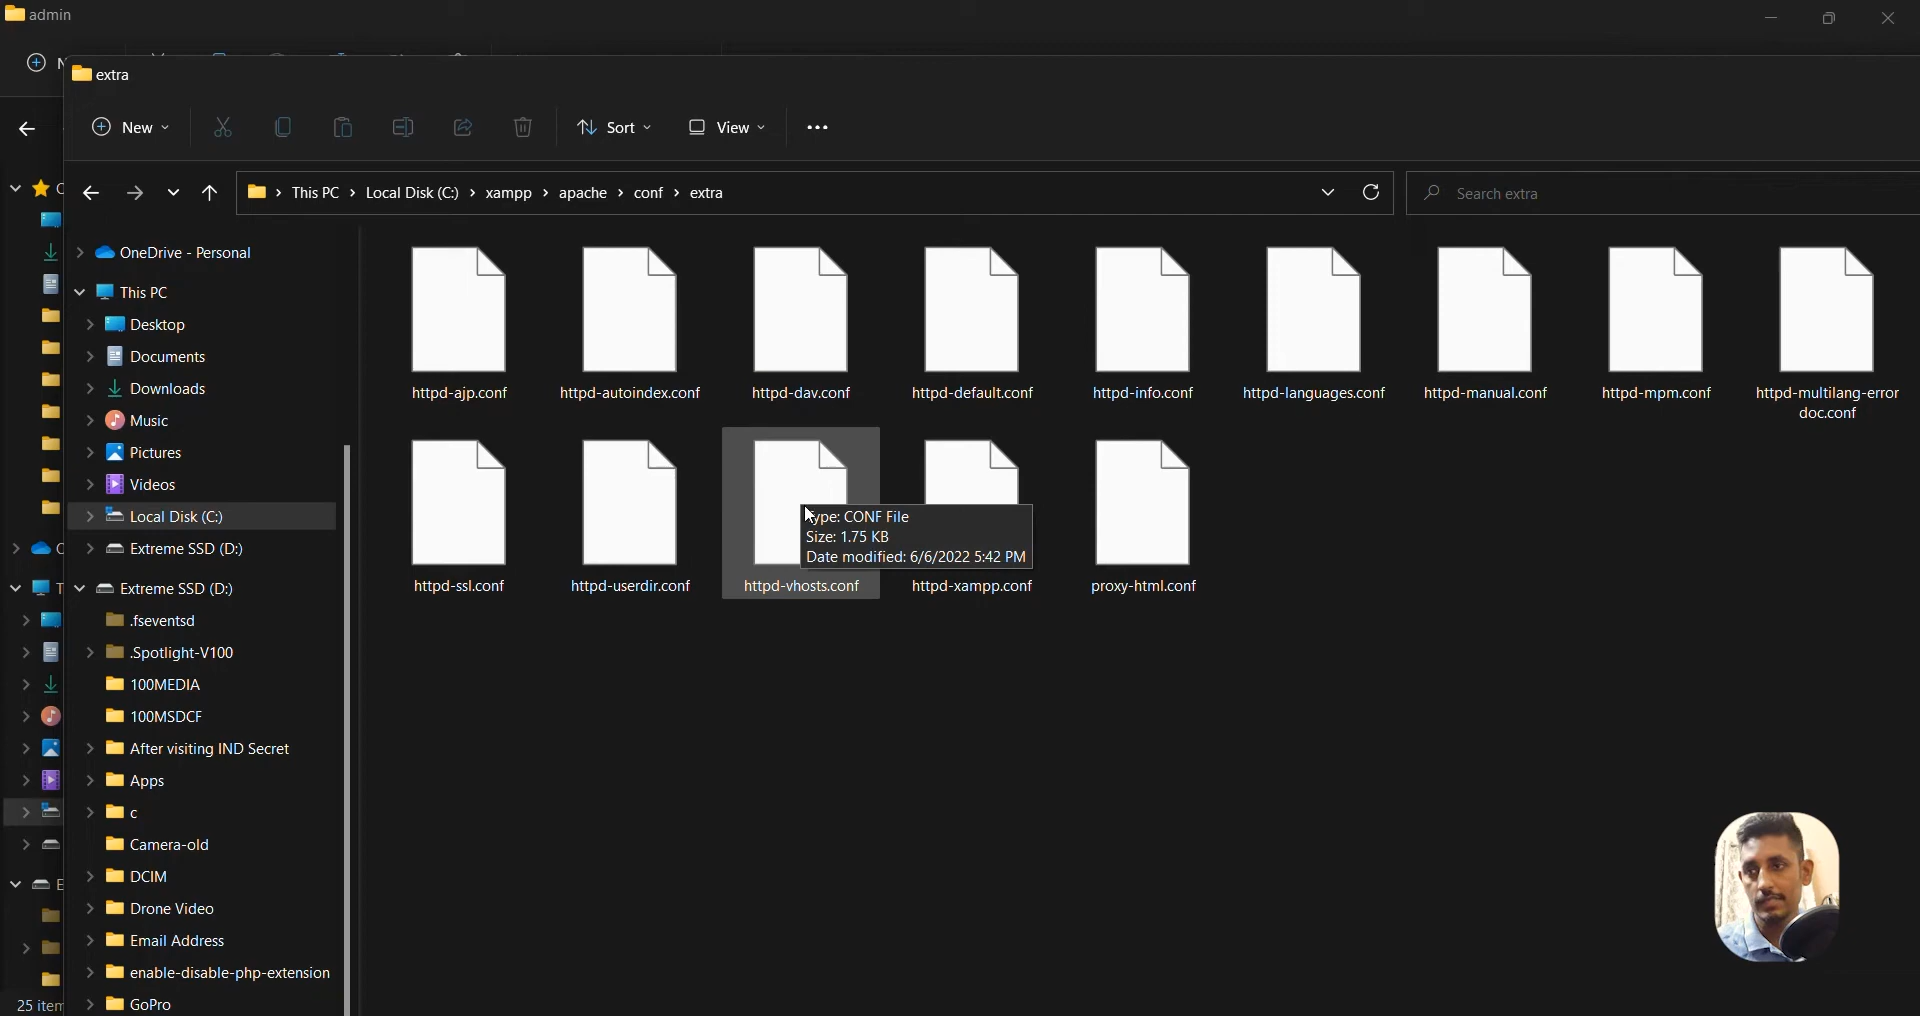 admin
extra
New
Sort
View
This PC
Local Disk (C:)
xampp
apache
conf
extra
Search extra
OneDrive - Personal
This PC
Desktop
Documents
Downloads
Music
Pictures
Videos
Local Disk (C:)
Extreme SSD (D:)
Extreme SSD (D:)
.fseventsd
.Spotlight-V100
100MEDIA
100MSDCF
After visiting IND Secret
Apps
c
Camera-old
DCIM
Drone Video
Email Address
enable-disable-php-extension
GoPro
httpd-ajp.conf
httpd-autoindex.conf
httpd-dav.conf
httpd-default.conf
httpd-info.conf
httpd-languages.conf
httpd-manual.conf
httpd-mpm.conf
httpd-multilang-error
doc.conf
Type: CONF File
Size: 1.75 KB
Date modified: 6/6/2022 5:42 PM
httpd-ssl.conf
httpd-userdir.conf
httpd-vhosts.conf
httpd-xampp.conf
proxy-html.conf
25